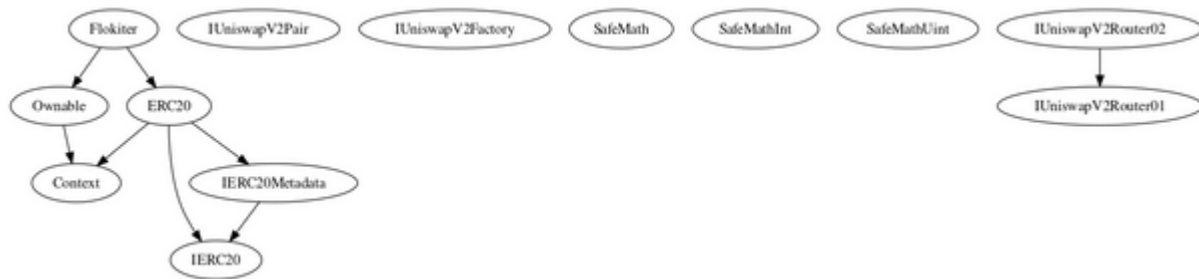 Flokiter
IUniswapV2Pair
IUniswapV2Factory
SafeMath
SafeMathInt
SafeMathUint
IUniswapV2Router02
Ownable
ERC20
IUniswapV2Router01
Context
IERC20Metadata
IERC20